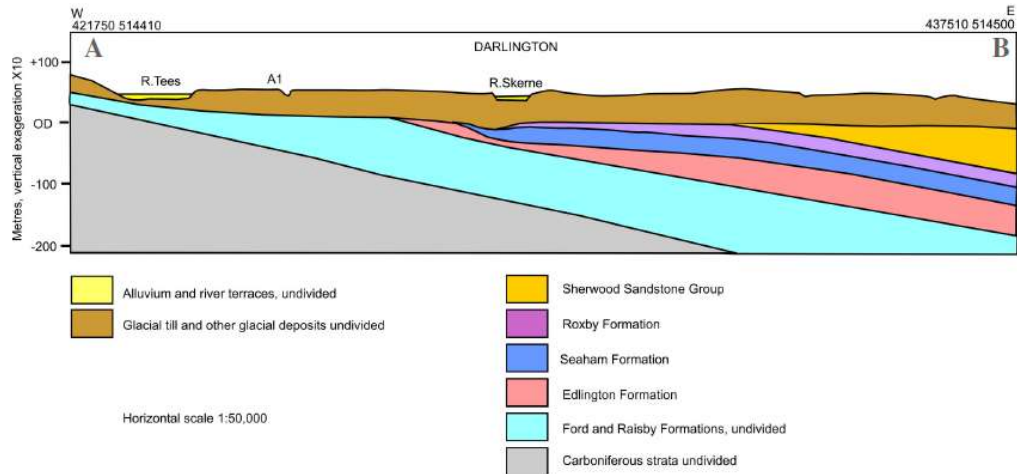 W
421750 514410
E
437510 514500
A
DARLINGTON
B
Metres, vertical exageration X10
+100
OD
-100
-200
R.Tees
A1
R.Skerne
Alluvium and river terraces, undivided
Glacial till and other glacial deposits undivided
Horizontal scale 1:50,000
Sherwood Sandstone Group
Roxby Formation
Seaham Formation
Edlington Formation
Ford and Raisby Formations, undivided
Carboniferous strata undivided